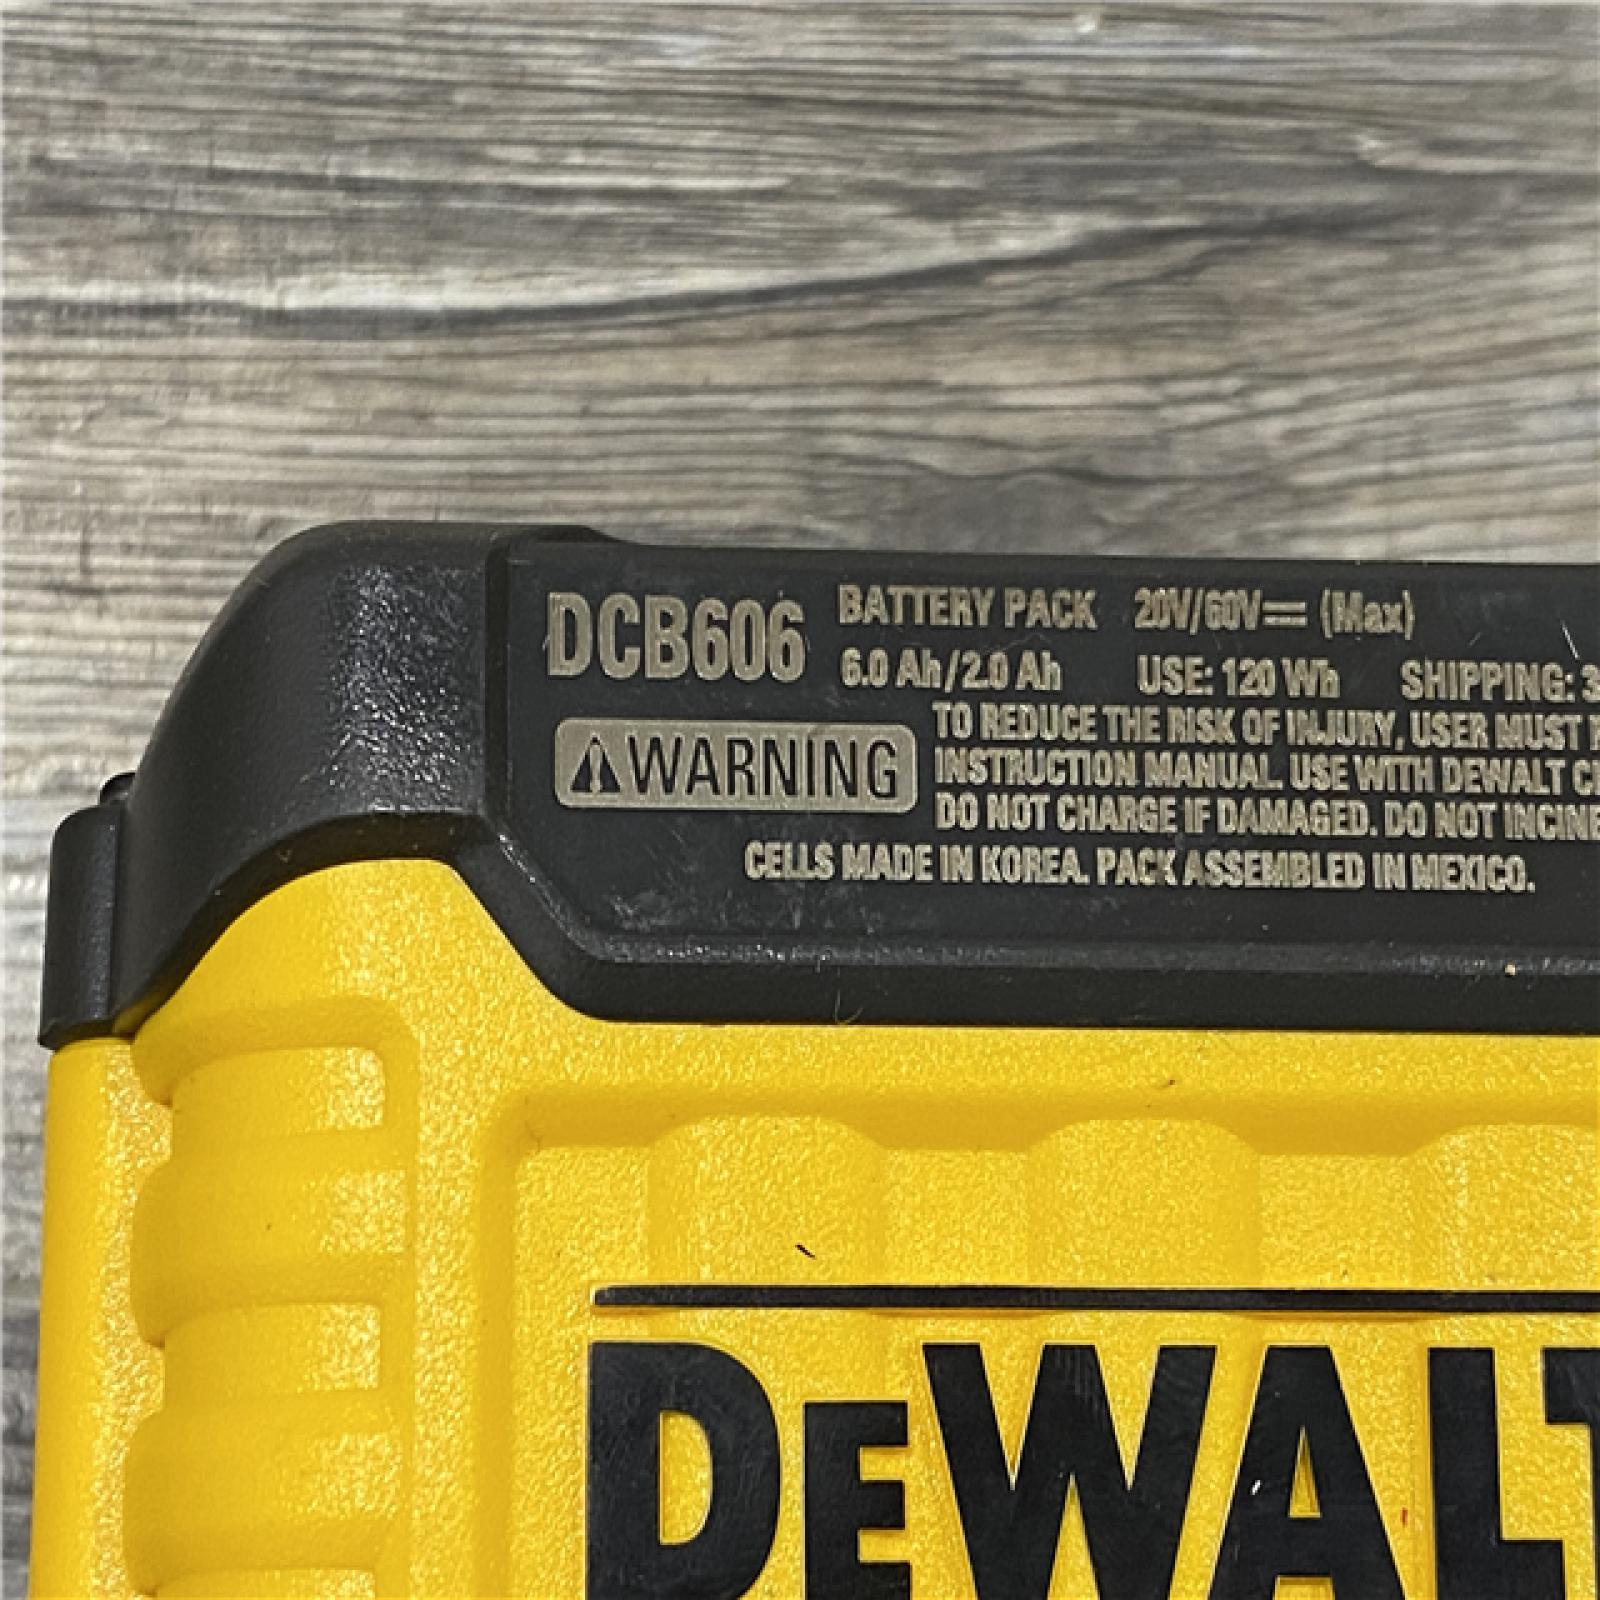 DCB606 BATTERY PACK 20V/60V⎓ (Max)
6.0 Ah/2.0 Ah USE: 120 Wh SHIPPING: 3
⚠WARNING TO REDUCE THE RISK OF INJURY, USER MUST
INSTRUCTION MANUAL. USE WITH DEWALT
DO NOT CHARGE IF DAMAGED. DO NOT
CELLS MADE IN KOREA. PACK ASSEMBLED IN MEXICO.
DEWALT